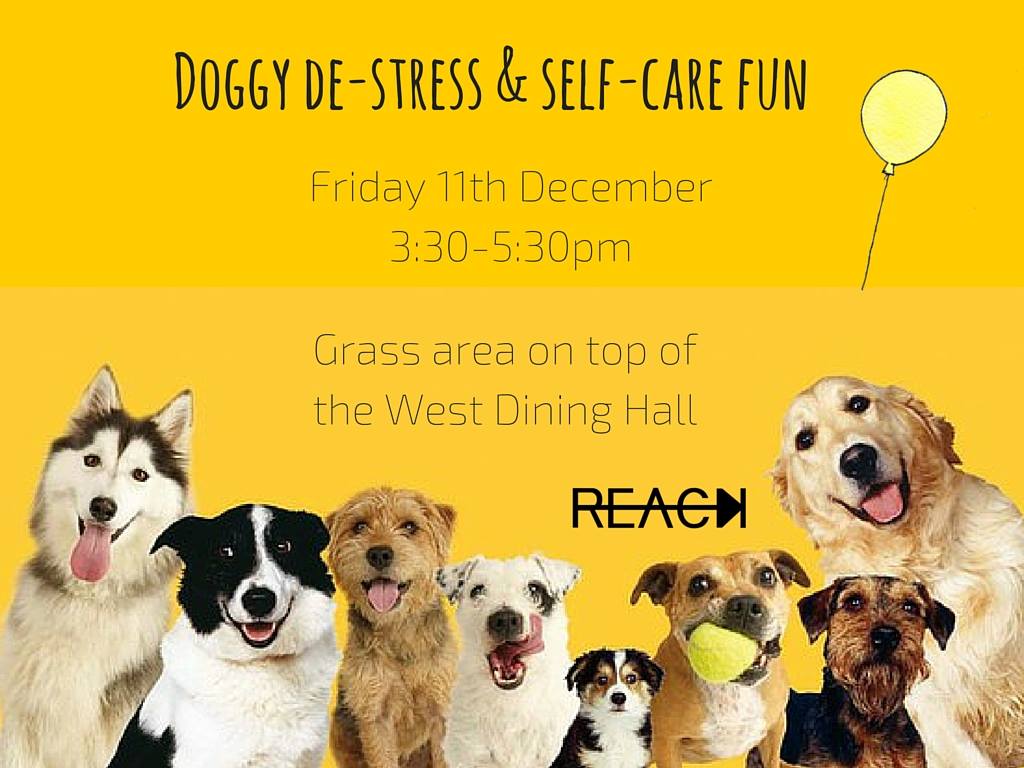 Doggy de-stress & self-care fun
Friday 11th December
3:30-5:30pm
Grass area on top of
the West Dining Hall
REACH